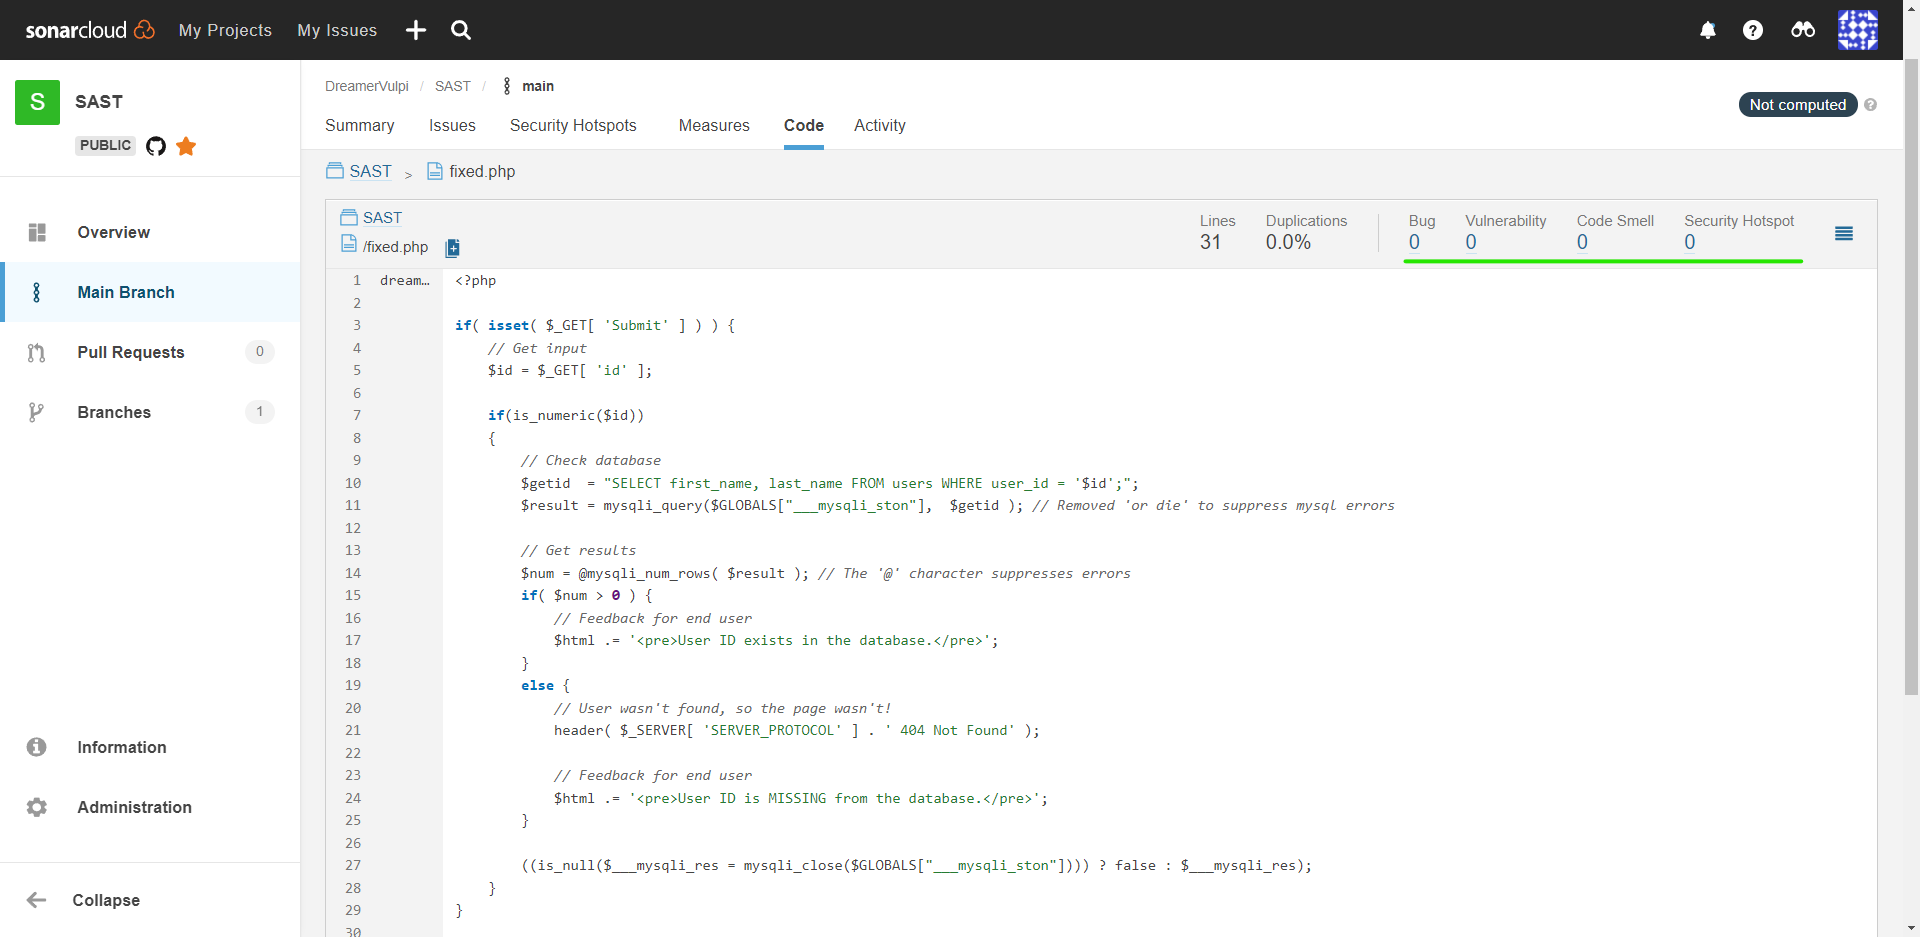 sonarcloud My Projects My Issues
S SAST
PUBLIC
Overview
Main Branch
Pull Requests 0
Branches 1
Information
Administration
Collapse
DreamerVulpi / SAST / main
Not computed ?
Summary Issues Security Hotspots Measures Code Activity
SAST > fixed.php
SAST
/fixed.php
Lines Duplications Bug Vulnerability Code Smell Security Hotspot
31 0.0% 0 0 0 0
1 dream… <?php
2
3 if( isset( $_GET[ 'Submit' ] ) ) {
4     // Get input
5     $id = $_GET[ 'id' ];
6
7     if(is_numeric($id))
8     {
9         // Check database
10         $getid  = "SELECT first_name, last_name FROM users WHERE user_id = '$id';";
11         $result = mysqli_query($GLOBALS["___mysqli_ston"],  $getid ); // Removed 'or die' to suppress mysql errors
12
13         // Get results
14         $num = @mysqli_num_rows( $result ); // The '@' character suppresses errors
15         if( $num > 0 ) {
16             // Feedback for end user
17             $html .= '<pre>User ID exists in the database.</pre>';
18         }
19         else {
20             // User wasn't found, so the page wasn't!
21             header( $_SERVER[ 'SERVER_PROTOCOL' ] . ' 404 Not Found' );
22
23             // Feedback for end user
24             $html .= '<pre>User ID is MISSING from the database.</pre>';
25         }
26
27         ((is_null($___mysqli_res = mysqli_close($GLOBALS["___mysqli_ston"]))) ? false : $___mysqli_res);
28     }
29 }
30